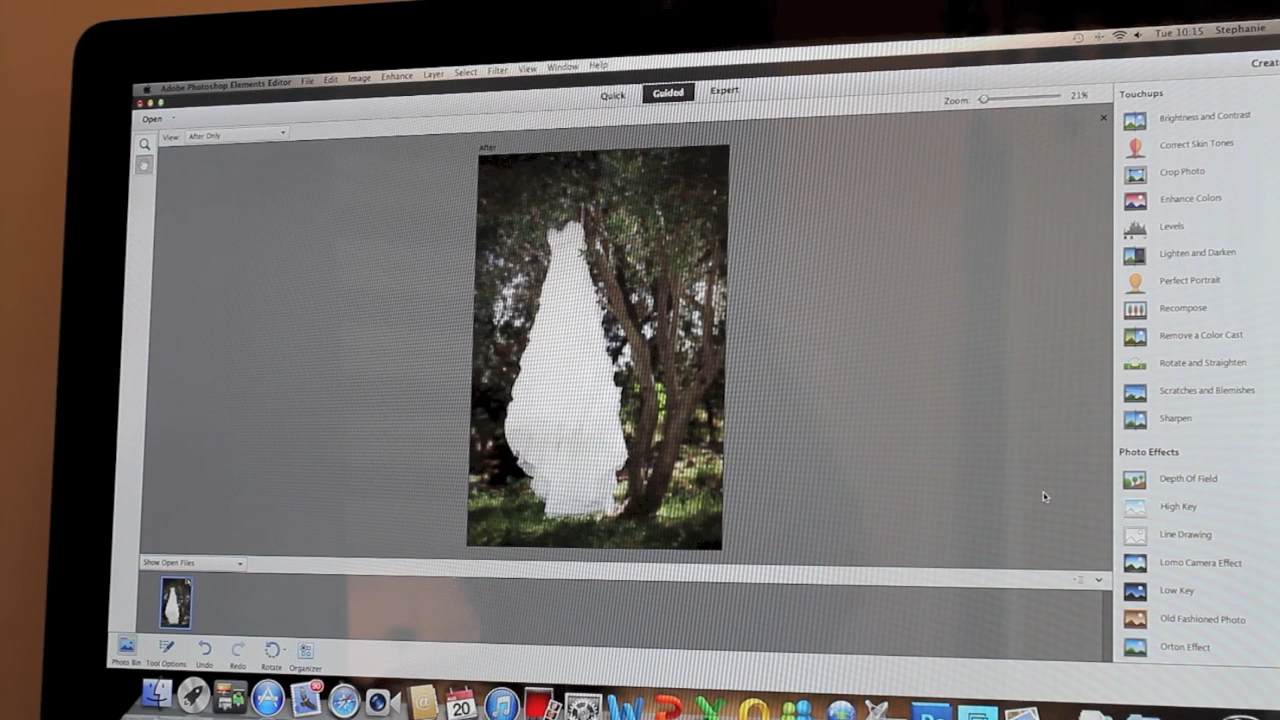 Tue 10:15 Stephanie
Adobe Photoshop Elements Editor File Edit Image Enhance Layer Select Filter View Window Help
Quick Guided Expert
Open
Zoom: 21%
View: After Only
After
Touchups
Brightness and Contrast
Correct Skin Tones
Crop Photo
Enhance Colors
Levels
Lighten and Darken
Perfect Portrait
Recompose
Remove a Color Cast
Rotate and Straighten
Scratches and Blemishes
Sharpen
Photo Effects
Depth Of Field
High Key
Line Drawing
Lomo Camera Effect
Low Key
Old Fashioned Photo
Orton Effect
Show Open Files
Photo Bin Tool Options Undo Redo Rotate Organizer
20